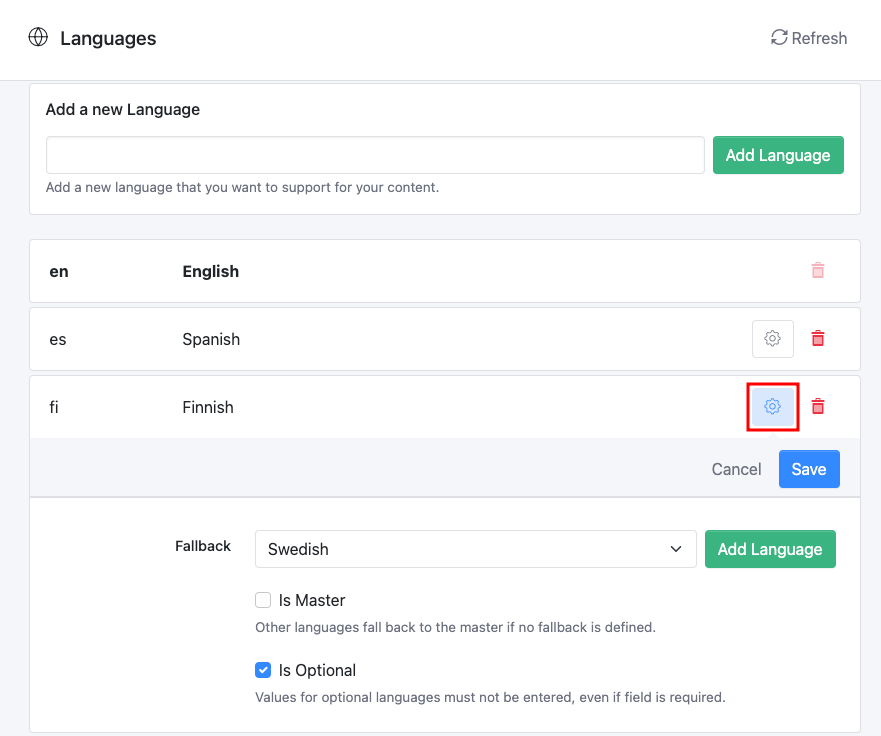 Languages
Refresh
Add a new Language
Add Language
Add a new language that you want to support for your content.
en English
es Spanish
fi Finnish
Cancel Save
Fallback Swedish Add Language
Is Master
Other languages fall back to the master if no fallback is defined.
Is Optional
Values for optional languages must not be entered, even if field is required.